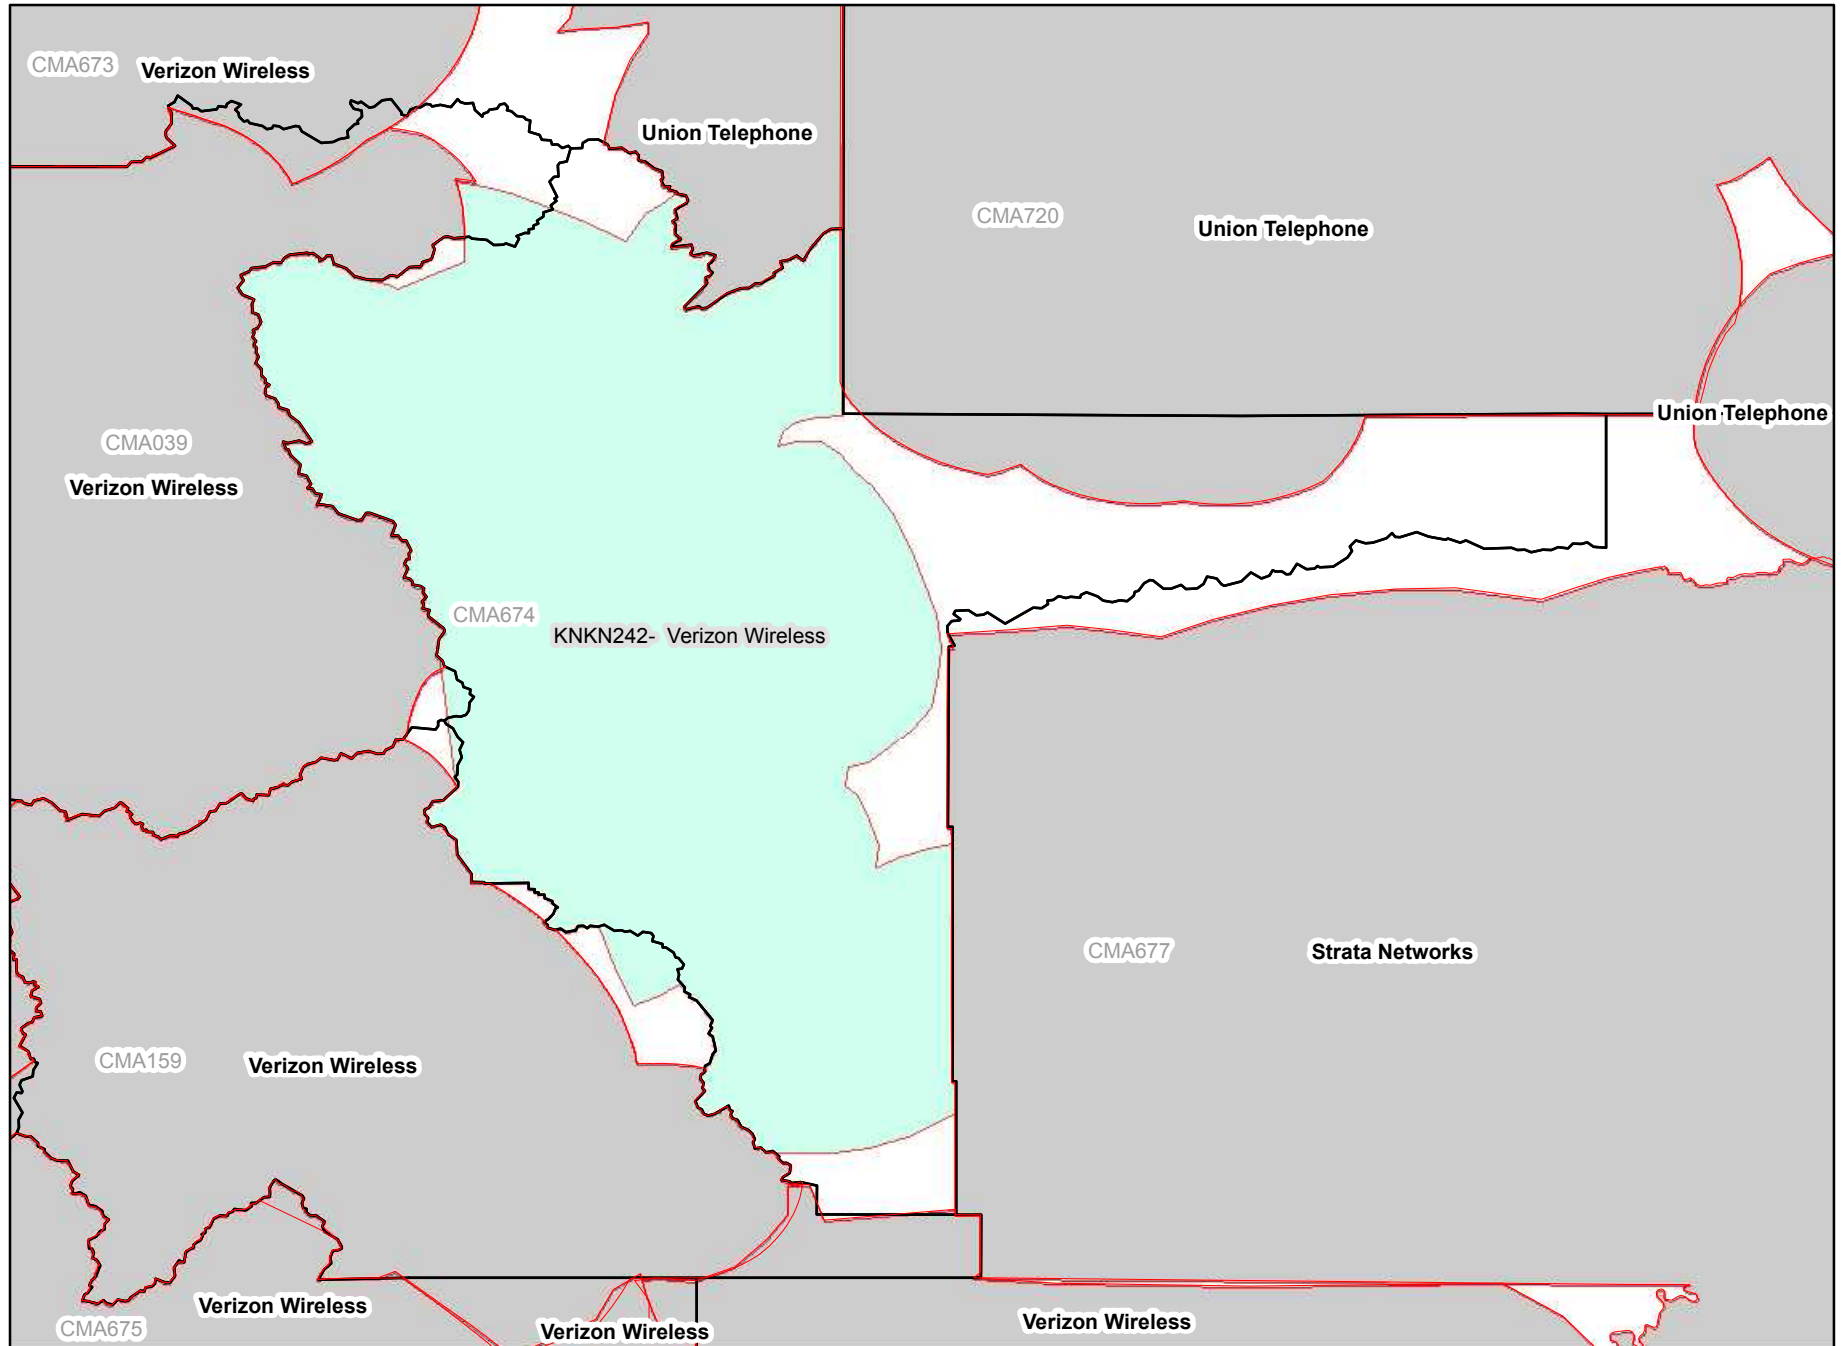 CMA673
Verizon Wireless
Union Telephone
CMA720
Union Telephone
Union Telephone
CMA039
Verizon Wireless
CMA674
KNKN242- Verizon Wireless
CMA677
Strata Networks
CMA159
Verizon Wireless
Verizon Wireless
CMA675
Verizon Wireless
Verizon Wireless